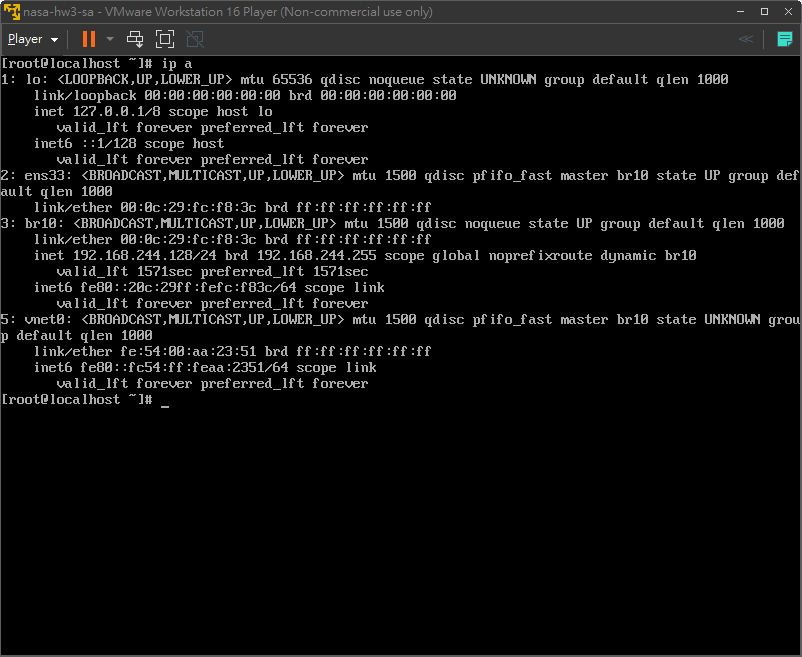 nasa-hw3-sa - VMware Workstation 16 Player (Non-commercial use only)
Player
[root@localhost ~]# ip a
1: lo: <LOOPBACK,UP,LOWER_UP> mtu 65536 qdisc noqueue state UNKNOWN group default qlen 1000
    link/loopback 00:00:00:00:00:00 brd 00:00:00:00:00:00
    inet 127.0.0.1/8 scope host lo
       valid_lft forever preferred_lft forever
    inet6 ::1/128 scope host
       valid_lft forever preferred_lft forever
2: ens33: <BROADCAST,MULTICAST,UP,LOWER_UP> mtu 1500 qdisc pfifo_fast master br10 state UP group def
ault qlen 1000
    link/ether 00:0c:29:fc:f8:3c brd ff:ff:ff:ff:ff:ff
3: br10: <BROADCAST,MULTICAST,UP,LOWER_UP> mtu 1500 qdisc noqueue state UP group default qlen 1000
    link/ether 00:0c:29:fc:f8:3c brd ff:ff:ff:ff:ff:ff
    inet 192.168.244.128/24 brd 192.168.244.255 scope global noprefixroute dynamic br10
       valid_lft 1571sec preferred_lft 1571sec
    inet6 fe80::20c:29ff:fefc:f83c/64 scope link
       valid_lft forever preferred_lft forever
5: vnet0: <BROADCAST,MULTICAST,UP,LOWER_UP> mtu 1500 qdisc pfifo_fast master br10 state UNKNOWN grou
p default qlen 1000
    link/ether fe:54:00:aa:23:51 brd ff:ff:ff:ff:ff:ff
    inet6 fe80::fc54:ff:feaa:2351/64 scope link
       valid_lft forever preferred_lft forever
[root@localhost ~]# _